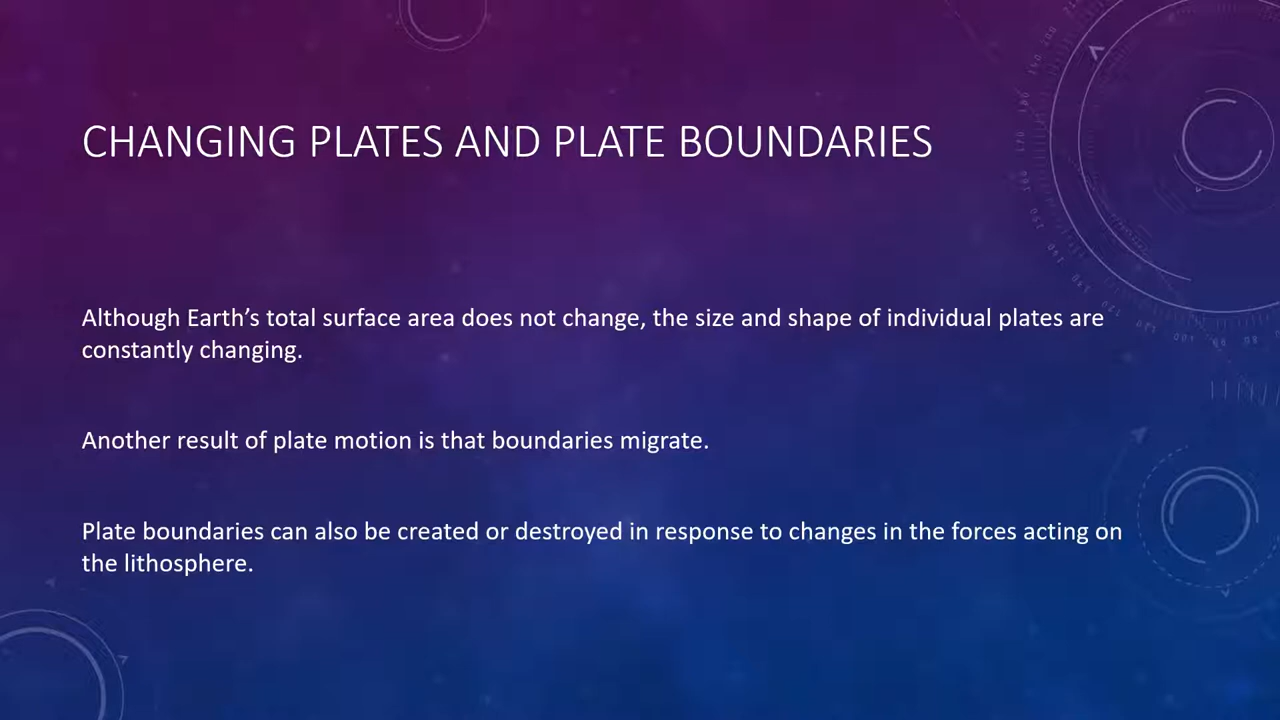 CHANGING PLATES AND PLATE BOUNDARIES
Although Earth’s total surface area does not change, the size and shape of individual plates are
constantly changing.
Another result of plate motion is that boundaries migrate.
Plate boundaries can also be created or destroyed in response to changes in the forces acting on
the lithosphere.